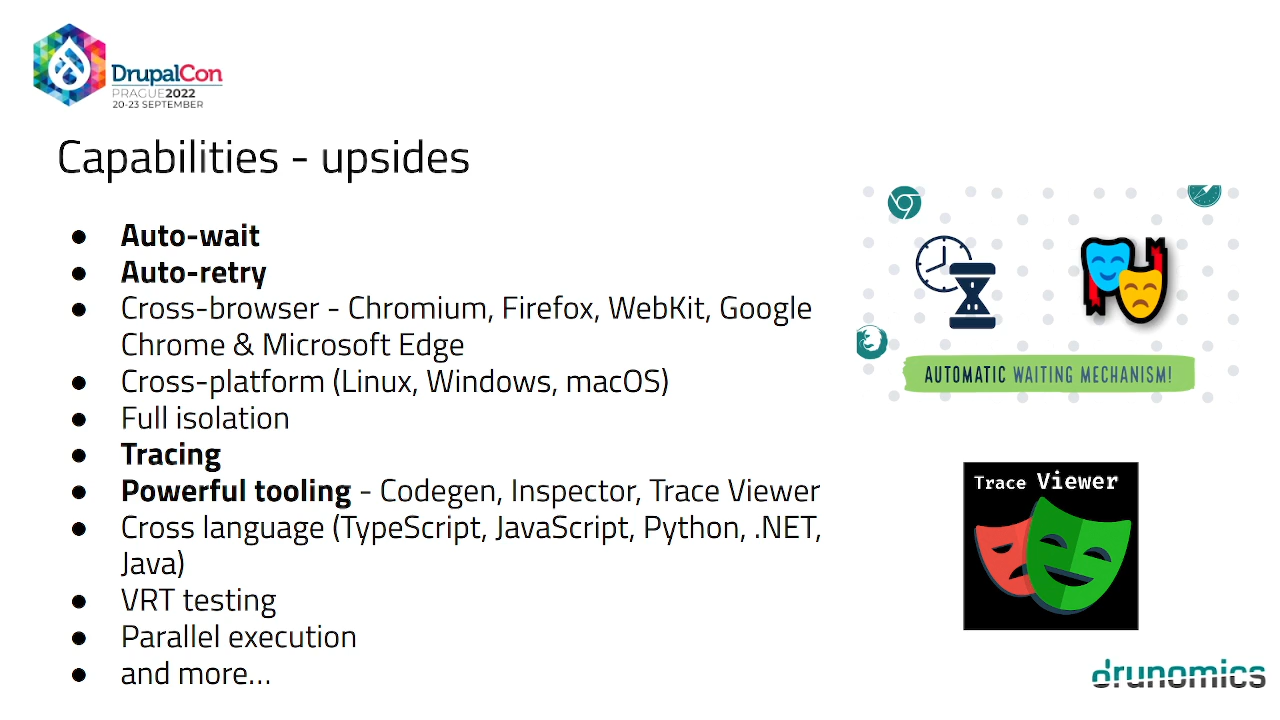 DrupalCon
PRAGUE2022
20-23 SEPTEMBER
Capabilities - upsides
● Auto-wait
● Auto-retry
● Cross-browser - Chromium, Firefox, WebKit, Google
Chrome & Microsoft Edge
● Cross-platform (Linux, Windows, macOS)
● Full isolation
● Tracing
● Powerful tooling - Codegen, Inspector, Trace Viewer
● Cross language (TypeScript, JavaScript, Python, .NET,
Java)
● VRT testing
● Parallel execution
● and more...
AUTOMATIC WAITING MECHANISM!
Trace Viewer
drunomics